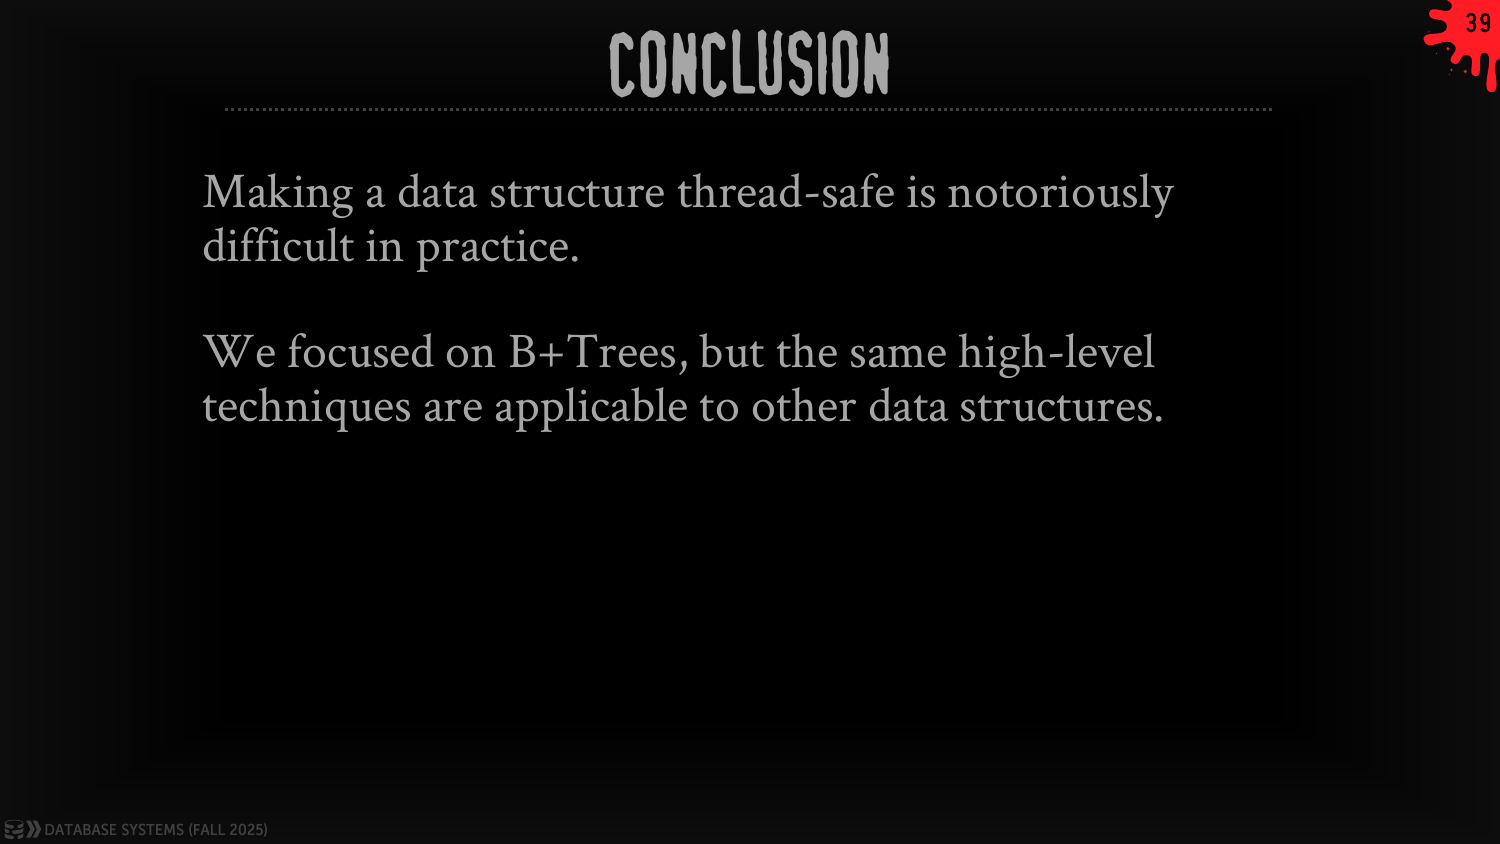 CONCLUSION
39
Making a data structure thread-safe is notoriously
difficult in practice.
We focused on B+Trees, but the same high-level
techniques are applicable to other data structures.
DATABASE SYSTEMS (FALL 2025)